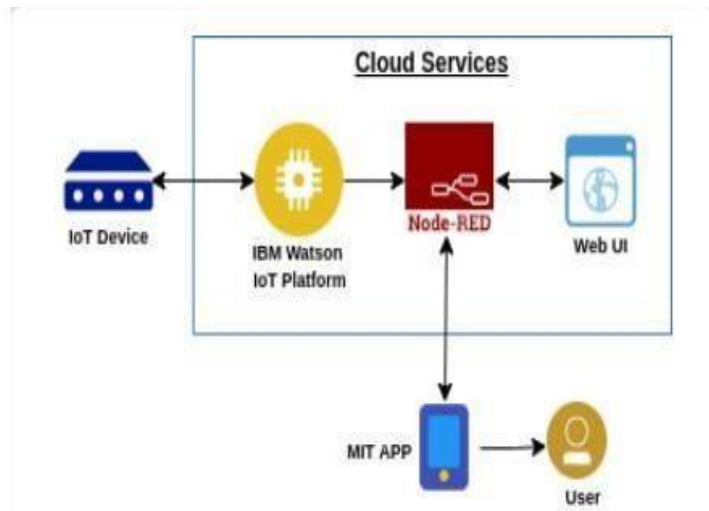 Cloud Services
IoT Device
IBM Watson
IoT Platform
Node-RED
Web UI
MIT APP
User